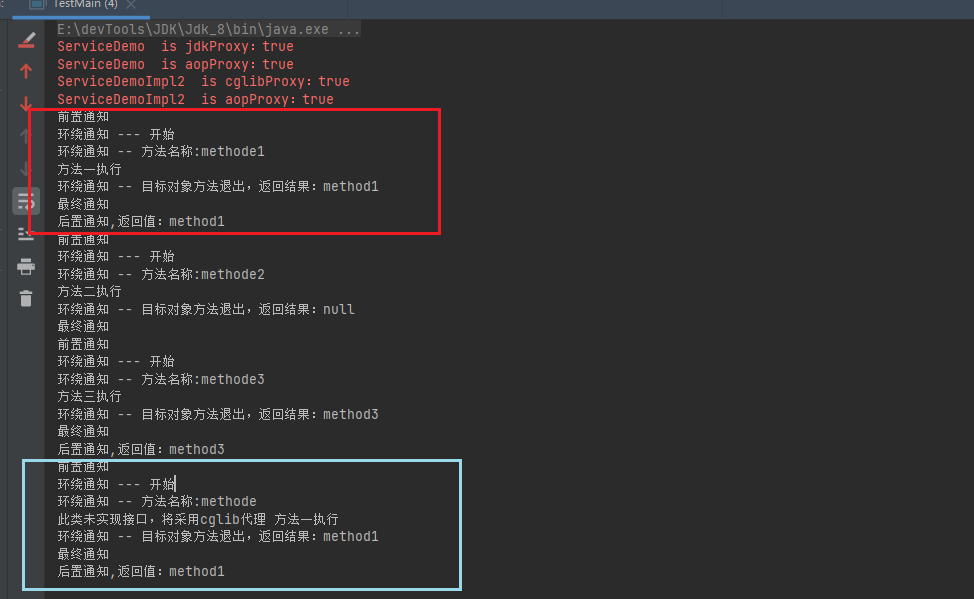 TestMain (4)
E:\devTools\JDK\Jdk_8\bin\java.exe ...
ServiceDemo  is jdkProxy：true
ServiceDemo  is aopProxy：true
ServiceDemoImpl2  is cglibProxy：true
ServiceDemoImpl2  is aopProxy：true
前置通知
环绕通知 --- 开始
环绕通知 -- 方法名称:methode1
方法一执行
环绕通知 -- 目标对象方法退出，返回结果：method1
最终通知
后置通知,返回值：method1
前置通知
环绕通知 --- 开始
环绕通知 -- 方法名称:methode2
方法二执行
环绕通知 -- 目标对象方法退出，返回结果：null
最终通知
前置通知
环绕通知 --- 开始
环绕通知 -- 方法名称:methode3
方法三执行
环绕通知 -- 目标对象方法退出，返回结果：method3
最终通知
后置通知,返回值：method3
前置通知
环绕通知 --- 开始
环绕通知 -- 方法名称:methode
此类未实现接口，将采用cglib代理 方法一执行
环绕通知 -- 目标对象方法退出，返回结果：method1
最终通知
后置通知,返回值：method1